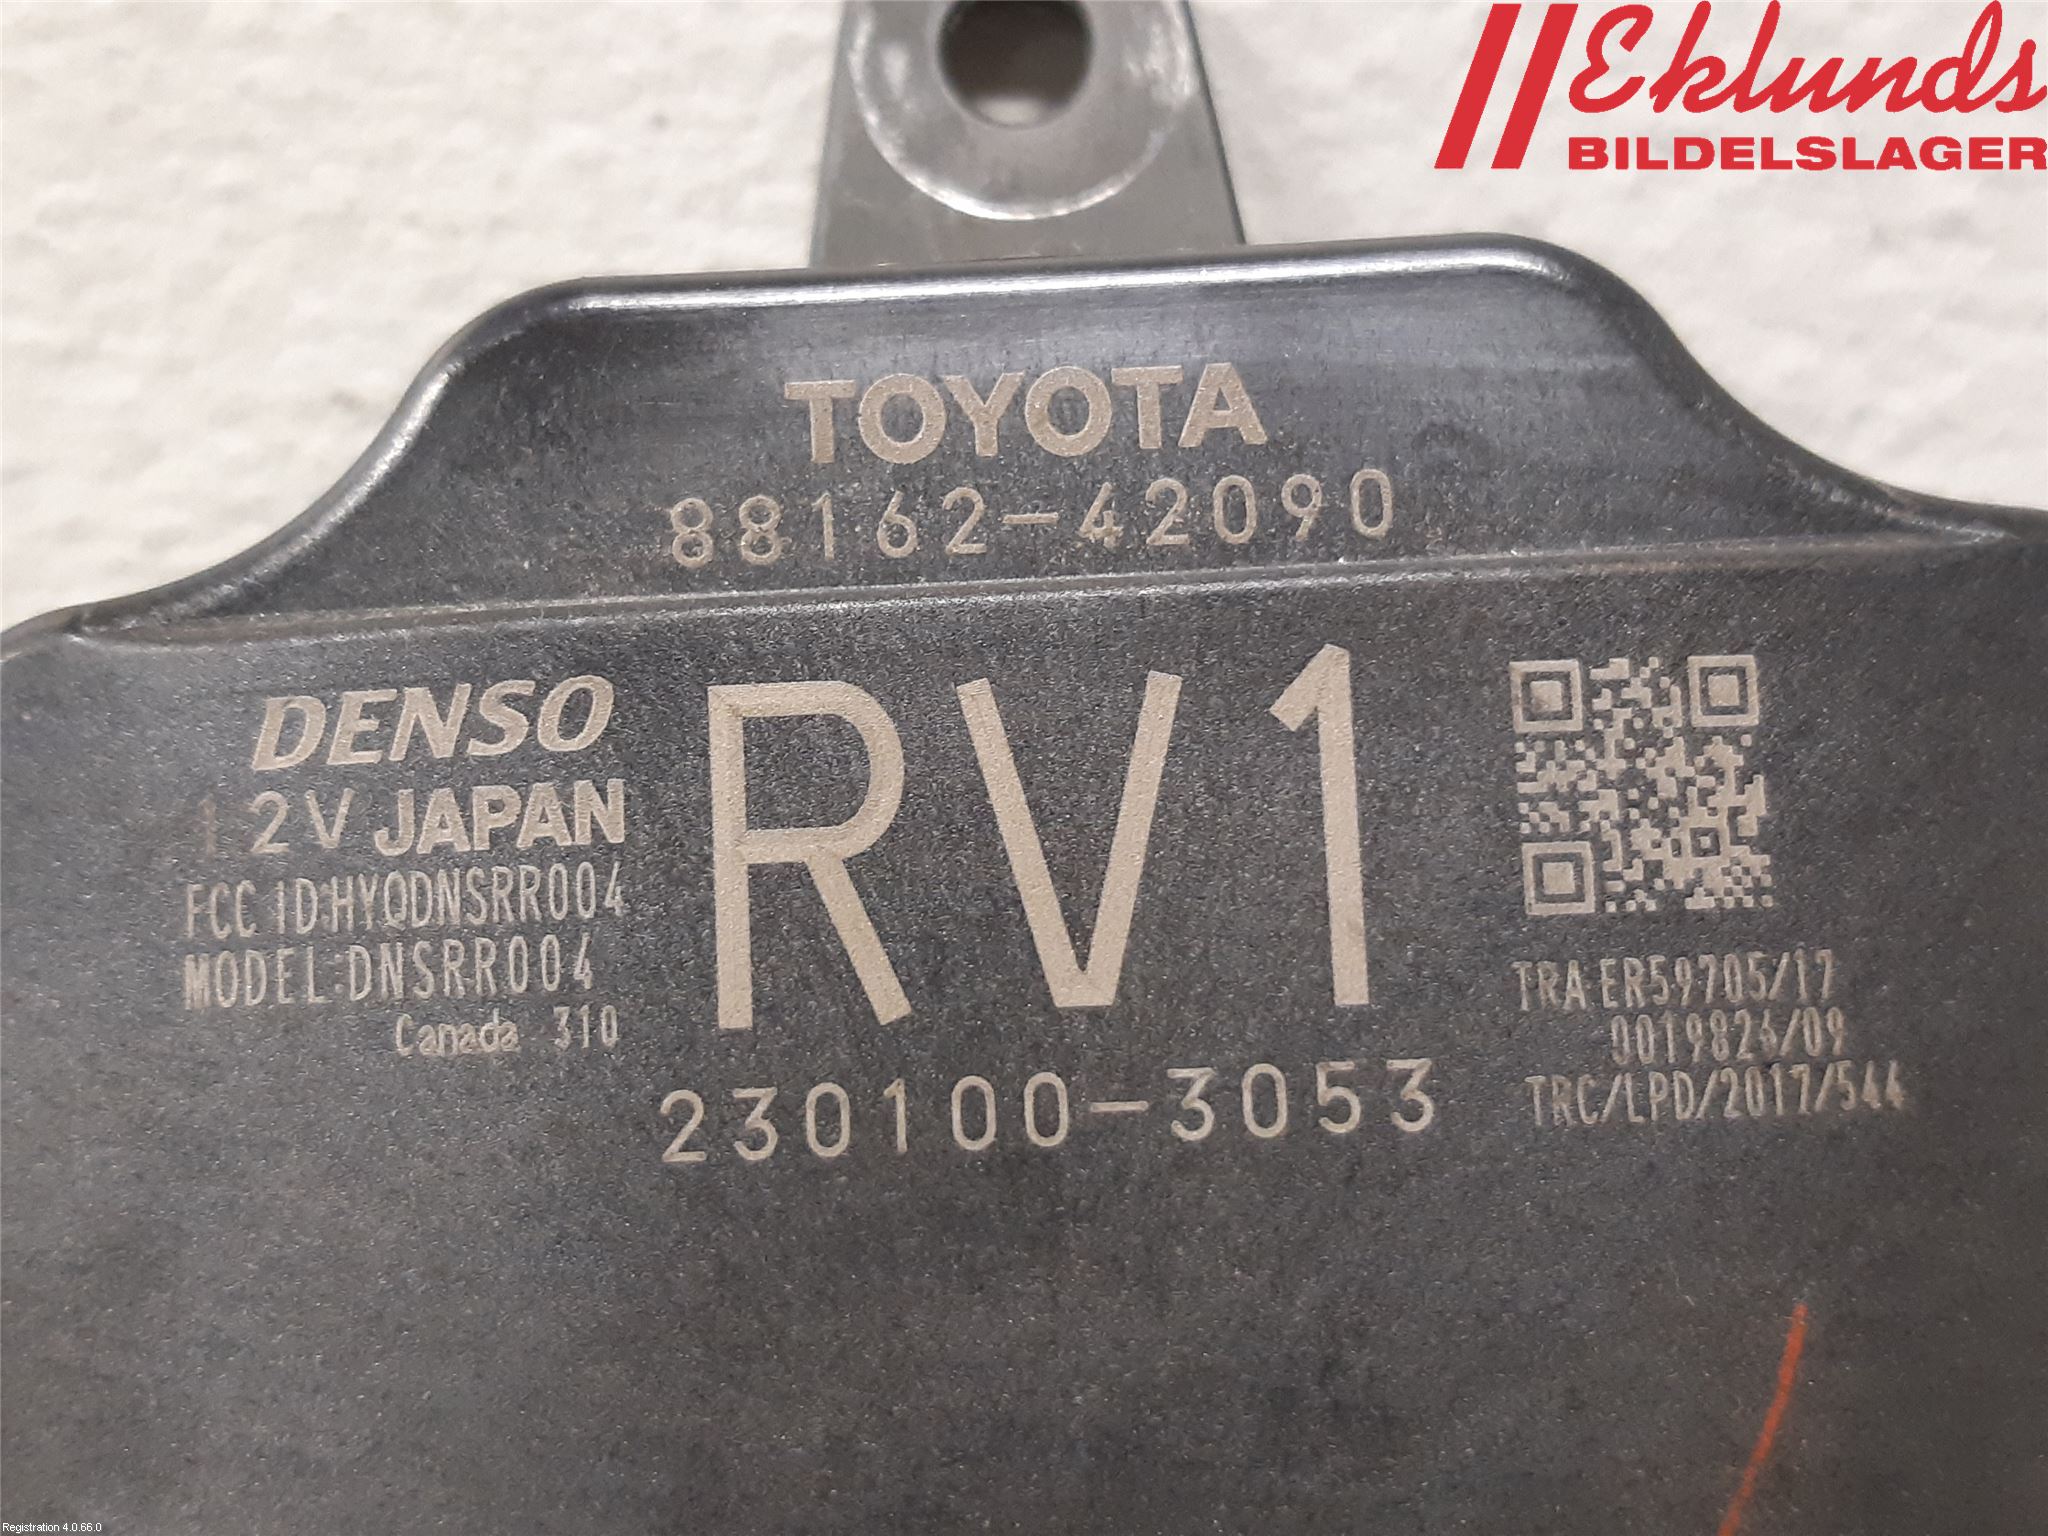 Eklunds
BILDELSLAGER
TOYOTA
88162-42090
DENSO
12V JAPAN
FCC ID:HYQDNSRR004
MODEL:DNSRR004
Canada 310
RV1
230100-3053
TRA ER59705/17
0019826/09
TRC/LPD/2017/544
Registration 4.0.66.0